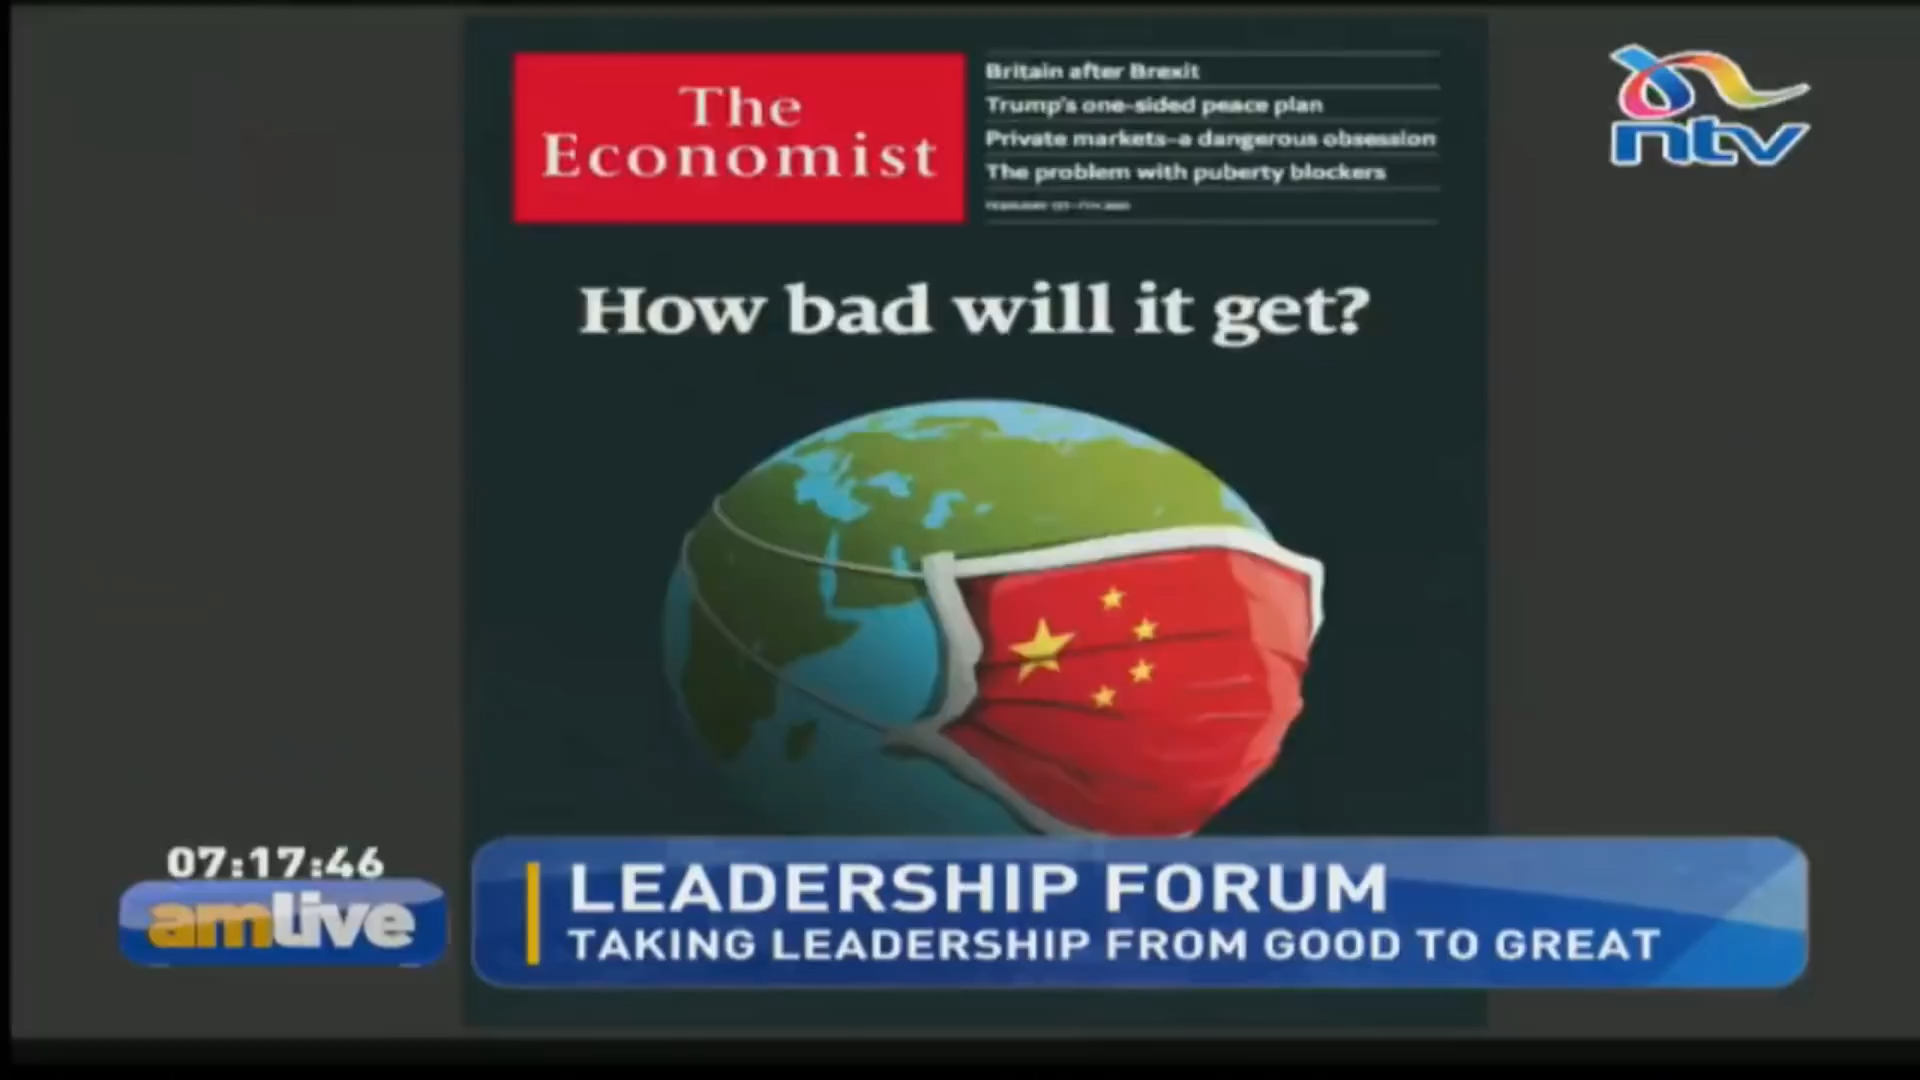 The
Economist
Britain after Brexit
Trump's one-sided peace plan
Private markets–a dangerous obsession
The problem with puberty blockers
How bad will it get?
ntv
07:17:46
amlive
LEADERSHIP FORUM
TAKING LEADERSHIP FROM GOOD TO GREAT